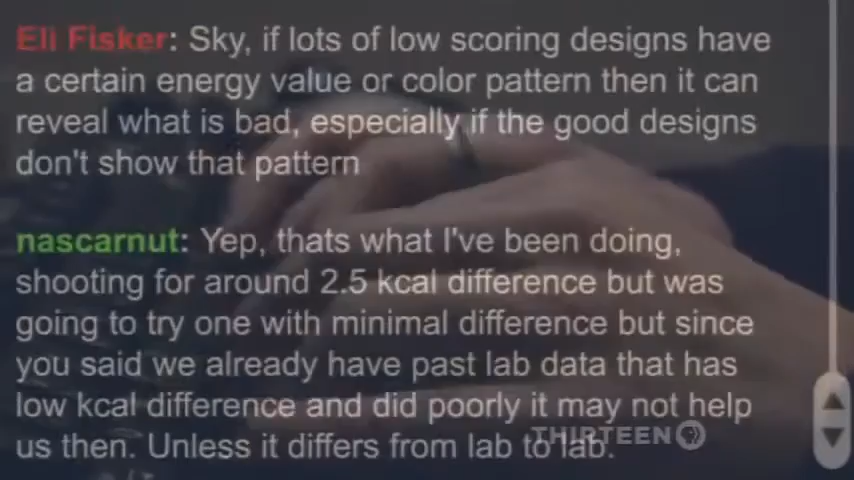 Eli Fisker: Sky, if lots of low scoring designs have
a certain energy value or color pattern then it can
reveal what is bad, especially if the good designs
don't show that pattern
nascarnut: Yep, thats what I've been doing,
shooting for around 2.5 kcal difference but was
going to try one with minimal difference but since
you said we already have past lab data that has
low kcal difference and did poorly it may not help
us then. Unless it differs from lab to lab.
THIRTEEN